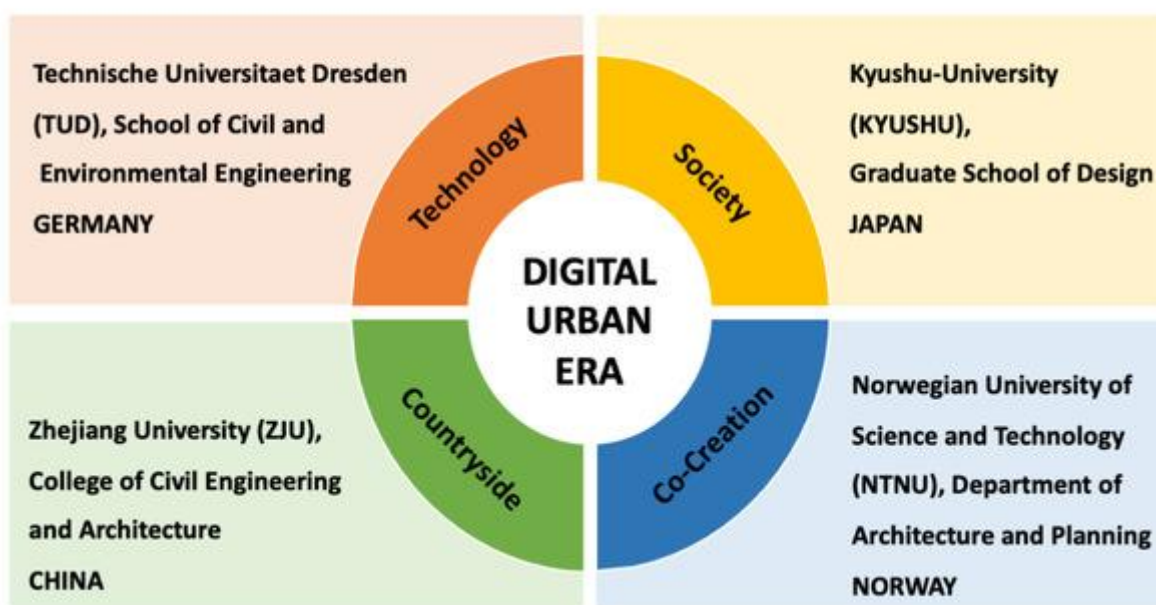 Technische Universitaet Dresden
(TUD), School of Civil and
Environmental Engineering
GERMANY
Technology
Kyushu-University
(KYUSHU),
Graduate School of Design
JAPAN
Society
DIGITAL
URBAN
ERA
Zhejiang University (ZJU),
College of Civil Engineering
and Architecture
CHINA
Countryside
Norwegian University of
Science and Technology
(NTNU), Department of
Architecture and Planning
NORWAY
Co-Creation